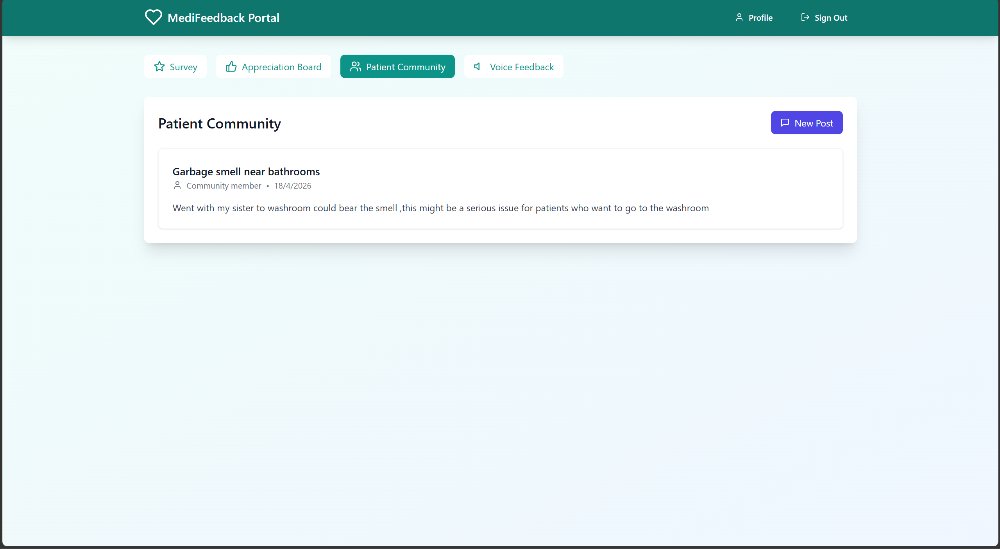 MediFeedback Portal
Profile
Sign Out
Survey
Appreciation Board
Patient Community
Voice Feedback
Patient Community
New Post
Garbage smell near bathrooms
Community member • 18/4/2026
Went with my sister to washroom could bear the smell ,this might be a serious issue for patients who want to go to the washroom